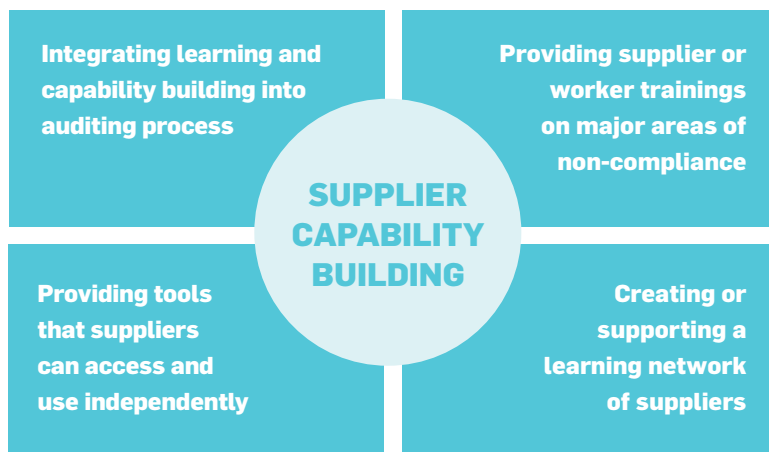 Integrating learning and
capability building into
auditing process
Providing supplier or
worker trainings
on major areas of
non-compliance
SUPPLIER
CAPABILITY
BUILDING
Providing tools
that suppliers
can access and
use independently
Creating or
supporting a
learning network
of suppliers